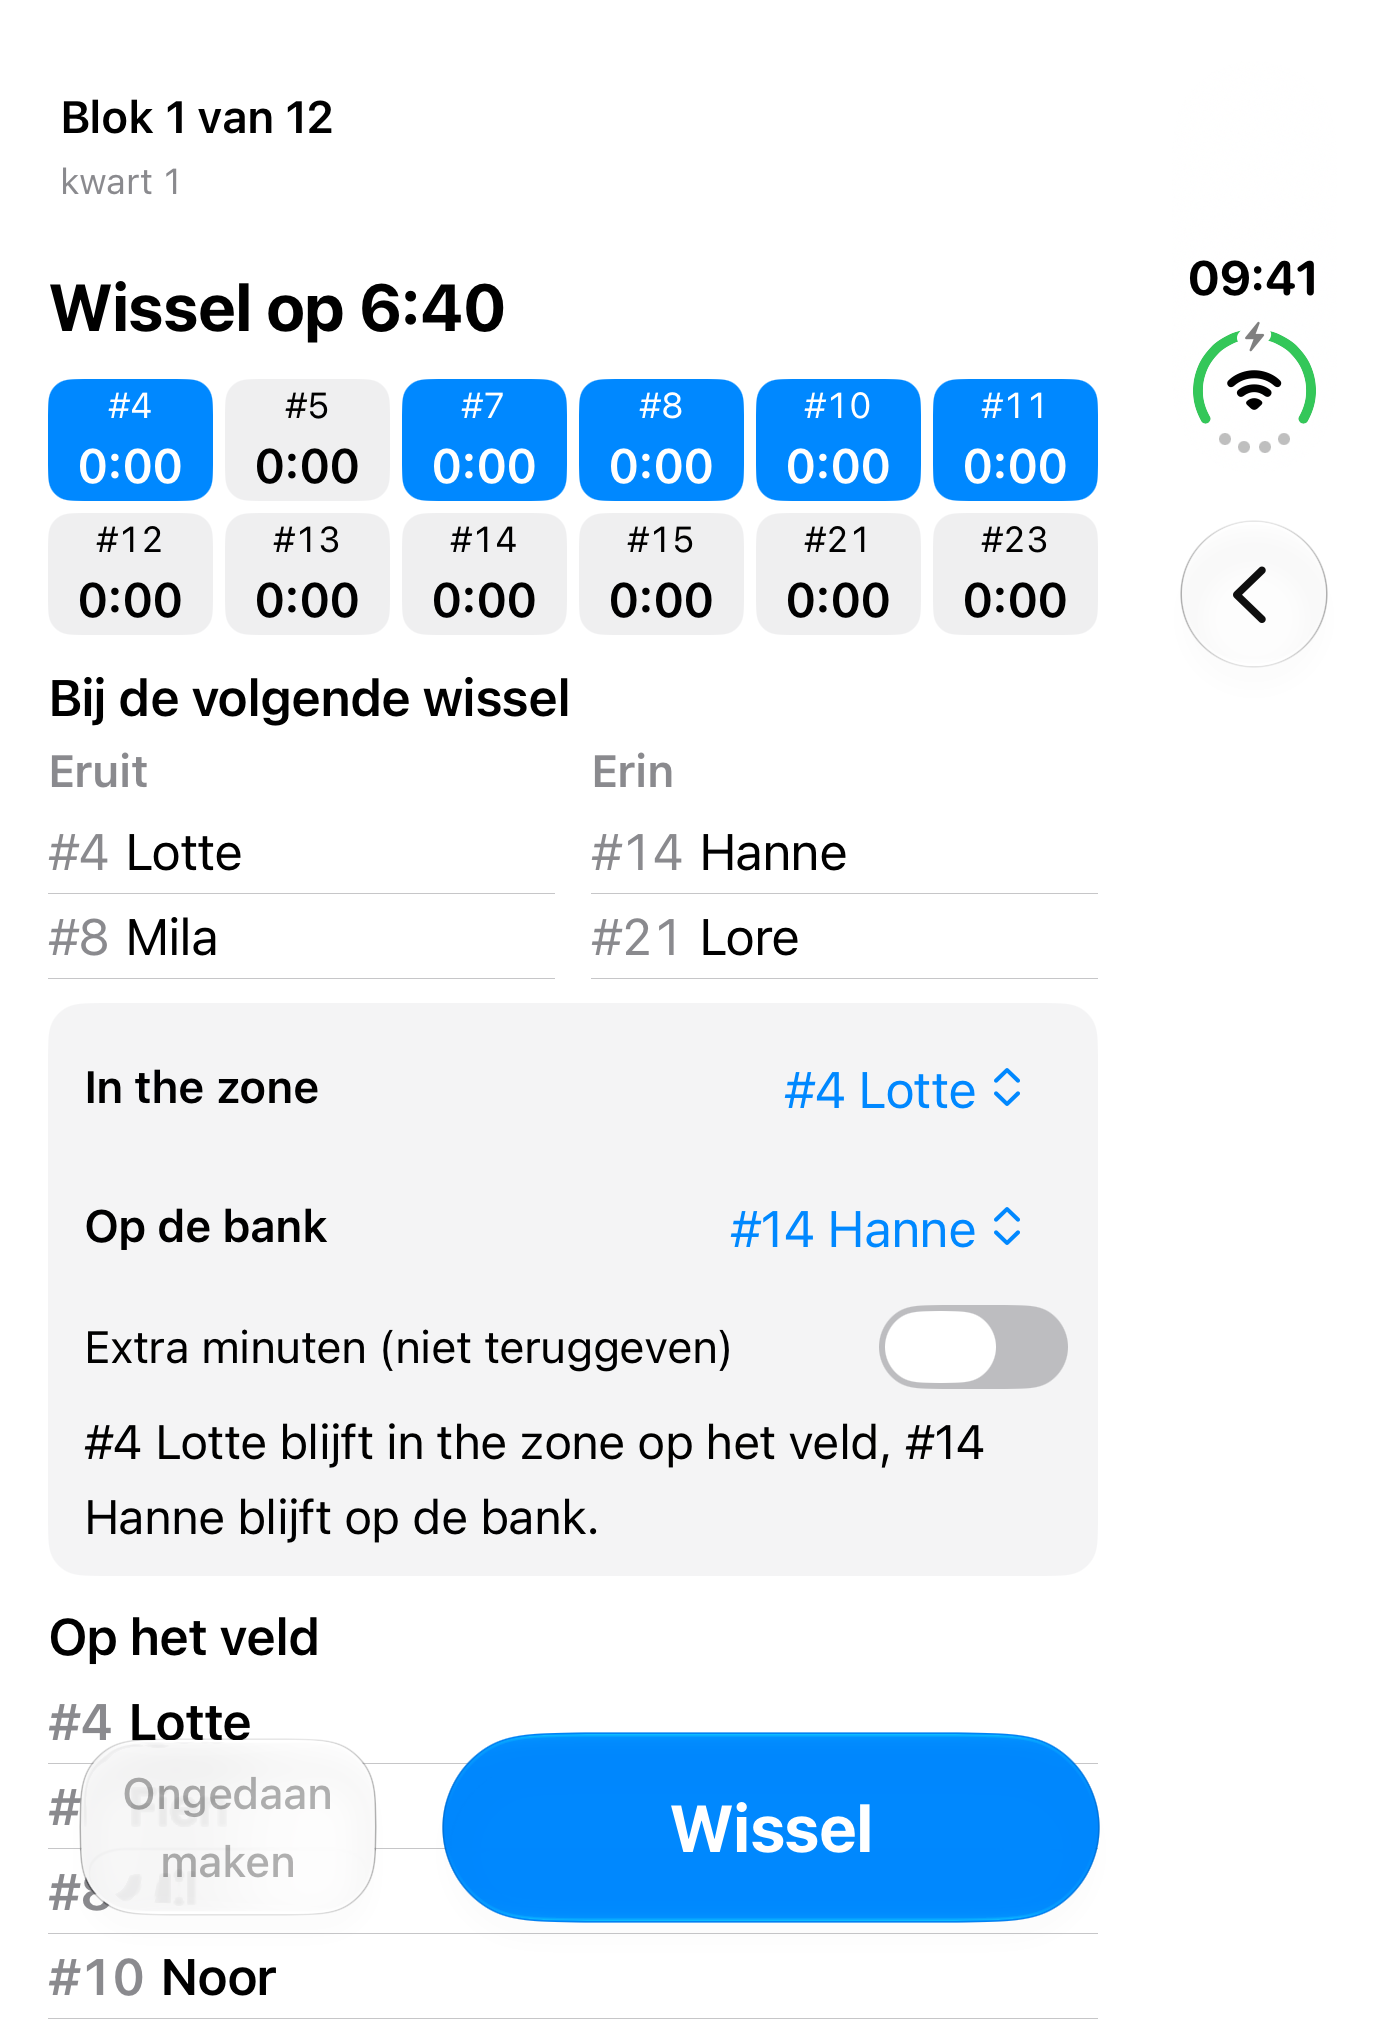 Blok 1 van 12
kwart 1
09:41
Wissel op 6:40
#4 #5 #7 #8 #10 #11
0:00 0:00 0:00 0:00 0:00 0:00
#12 #13 #14 #15 #21 #23
0:00 0:00 0:00 0:00 0:00 0:00
Bij de volgende wissel
Eruit Erin
#4 Lotte #14 Hanne
#8 Mila #21 Lore
In the zone #4 Lotte
Op de bank #14 Hanne
Extra minuten (niet teruggeven)
#4 Lotte blijft in the zone op het veld, #14
Hanne blijft op de bank.
Op het veld
#4 Lotte
Ongedaan
maken
Wissel
#8
#10 Noor